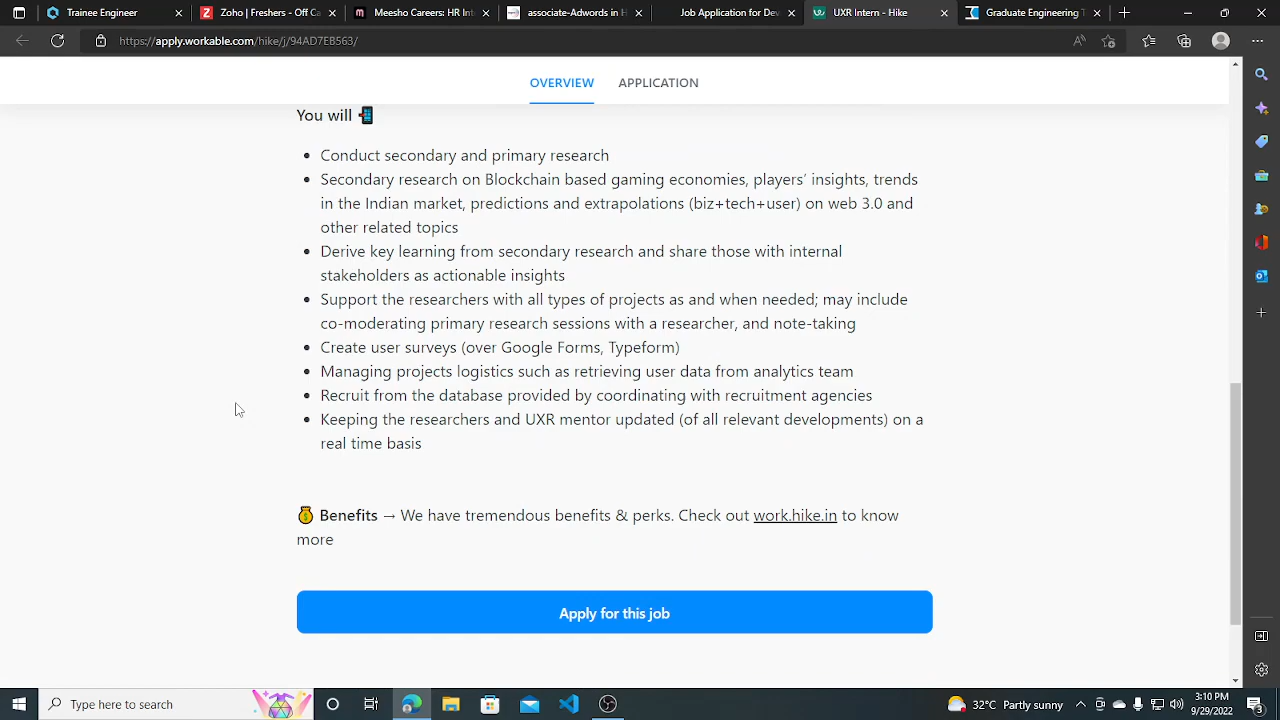 Trainee Engineer
Zoho | Freshers - Off Ca
Meesho Careers: HR Inte
associate-Adwords in H
Job Application for Dev
UXR Intern - Hike
Graduate Engineering T
https://apply.workable.com/hike/j/94AD7EB563/
OVERVIEW
APPLICATION
You will
• Conduct secondary and primary research
• Secondary research on Blockchain based gaming economies, players’ insights, trends
in the Indian market, predictions and extrapolations (biz+tech+user) on web 3.0 and
other related topics
• Derive key learning from secondary research and share those with internal
stakeholders as actionable insights
• Support the researchers with all types of projects as and when needed; may include
co-moderating primary research sessions with a researcher, and note-taking
• Create user surveys (over Google Forms, Typeform)
• Managing projects logistics such as retrieving user data from analytics team
• Recruit from the database provided by coordinating with recruitment agencies
• Keeping the researchers and UXR mentor updated (of all relevant developments) on a
real time basis
Benefits → We have tremendous benefits & perks. Check out work.hike.in to know
more
Apply for this job
Type here to search
32°C Partly sunny
3:10 PM
9/29/2022